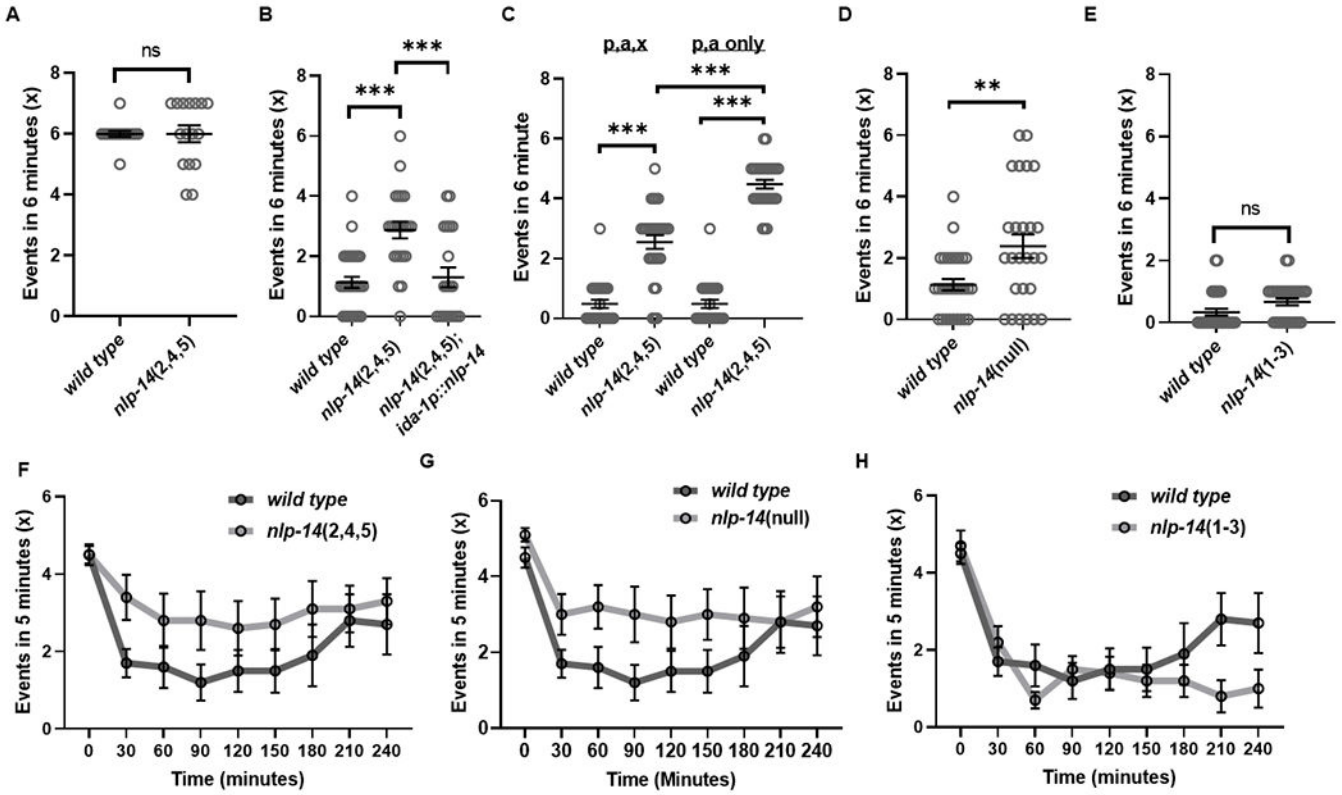 A
Events in 6 minutes (x)
8
6
4
2
0
ns
wild type
nlp-14(2,4,5)
B
Events in 6 minutes (x)
8
6
4
2
0
***
***
wild type
nlp-14(2,4,5)
nlp-14(2,4,5);
ida-1p::nlp-14
C
Events in 6 minute
8
6
4
2
0
p,a,x
p,a only
***
***
***
wild type
nlp-14(2,4,5)
wild type
nlp-14(2,4,5)
D
Events in 6 minutes (x)
8
6
4
2
0
**
wild type
nlp-14(null)
E
Events in 6 minutes (x)
8
6
4
2
0
ns
wild type
nlp-14(1-3)
F
Events in 5 minutes (x)
6
4
2
0
wild type
nlp-14(2,4,5)
0 30 60 90 120 150 180 210 240
Time (minutes)
G
Events in 5 minutes (x)
6
4
2
0
wild type
nlp-14(null)
0 30 60 90 120 150 180 210 240
Time (Minutes)
H
Events in 5 minutes (x)
6
4
2
0
wild type
nlp-14(1-3)
0 30 60 90 120 150 180 210 240
Time (minutes)